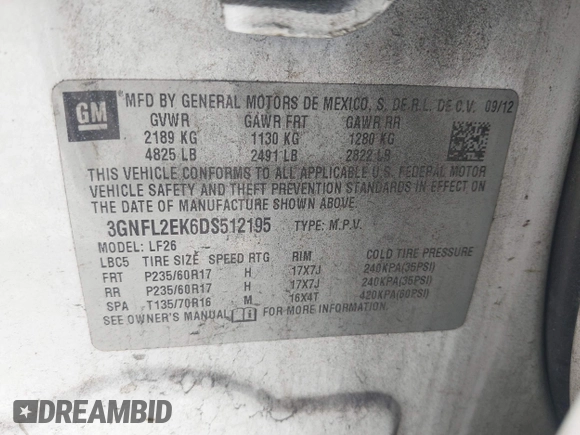 GM
MFD BY GENERAL MOTORS DE MEXICO, S. DE R.L. DE C.V. 09/12
GVWR GAWR FRT GAWR RR
2189 KG 1130 KG 1280 KG
4825 LB 2491 LB 2822 LB
THIS VEHICLE CONFORMS TO ALL APPLICABLE U.S. FEDERAL MOTOR
VEHICLE SAFETY AND THEFT PREVENTION STANDARDS IN EFFECT ON
THE DATE OF MANUFACTURE SHOWN ABOVE.
3GNFL2EK6DS512195 TYPE: M.P.V.
MODEL: LF26
LBC5 TIRE SIZE SPEED RTG RIM COLD TIRE PRESSURE
FRT P235/60R17 H 17X7J 240KPA(35PSI)
RR P235/60R17 H 17X7J 240KPA(35PSI)
SPA T135/70R16 M 16X4T 420KPA(60PSI)
SEE OWNER'S MANUAL FOR MORE INFORMATION.
DREAMBID